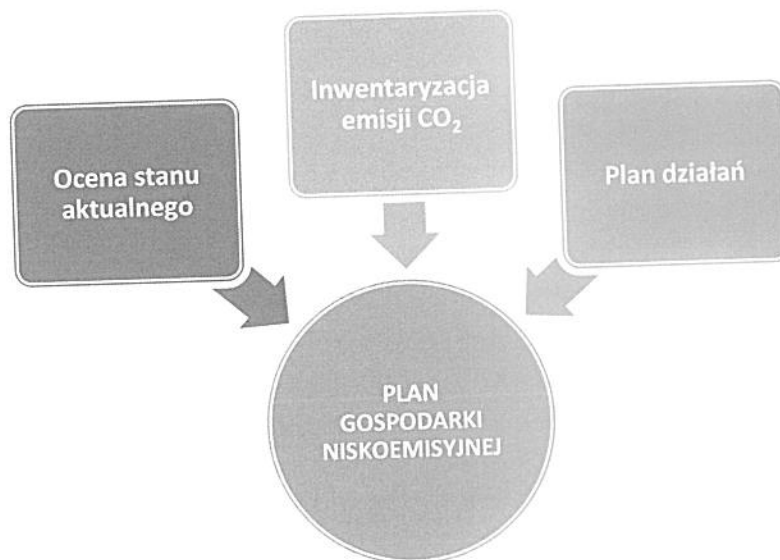 Ocena stanu
aktualnego
Inwentaryzacja
emisji CO₂
Plan działań
PLAN
GOSPODARKI
NISKOEMISYJNEJ